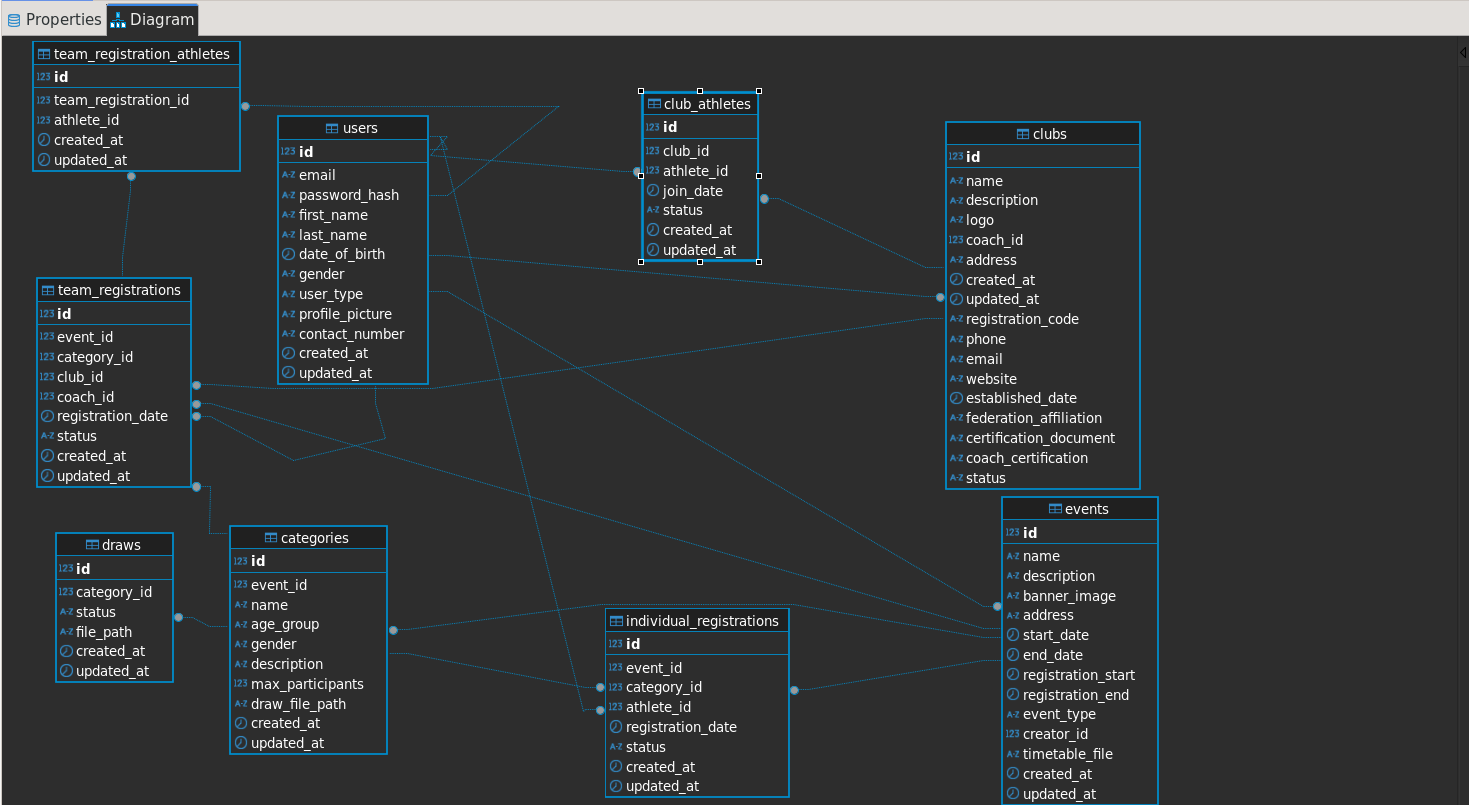 Properties
Diagram
team_registration_athletes
123 id
123 team_registration_id
123 athlete_id
created_at
updated_at
users
123 id
A-Z email
A-Z password_hash
A-Z first_name
A-Z last_name
date_of_birth
A-Z gender
A-Z user_type
A-Z profile_picture
A-Z contact_number
created_at
updated_at
club_athletes
123 id
123 club_id
123 athlete_id
join_date
A-Z status
created_at
updated_at
clubs
123 id
A-Z name
A-Z description
A-Z logo
123 coach_id
A-Z address
created_at
updated_at
A-Z registration_code
A-Z phone
A-Z email
A-Z website
established_date
A-Z federation_affiliation
A-Z certification_document
A-Z coach_certification
A-Z status
team_registrations
123 id
123 event_id
123 category_id
123 club_id
123 coach_id
registration_date
A-Z status
created_at
updated_at
draws
123 id
123 category_id
A-Z status
A-Z file_path
created_at
updated_at
categories
123 id
123 event_id
A-Z name
A-Z age_group
A-Z gender
A-Z description
123 max_participants
A-Z draw_file_path
created_at
updated_at
individual_registrations
123 id
123 event_id
123 category_id
123 athlete_id
registration_date
A-Z status
created_at
updated_at
events
123 id
A-Z name
A-Z description
A-Z banner_image
A-Z address
start_date
end_date
registration_start
registration_end
A-Z event_type
123 creator_id
A-Z timetable_file
created_at
updated_at